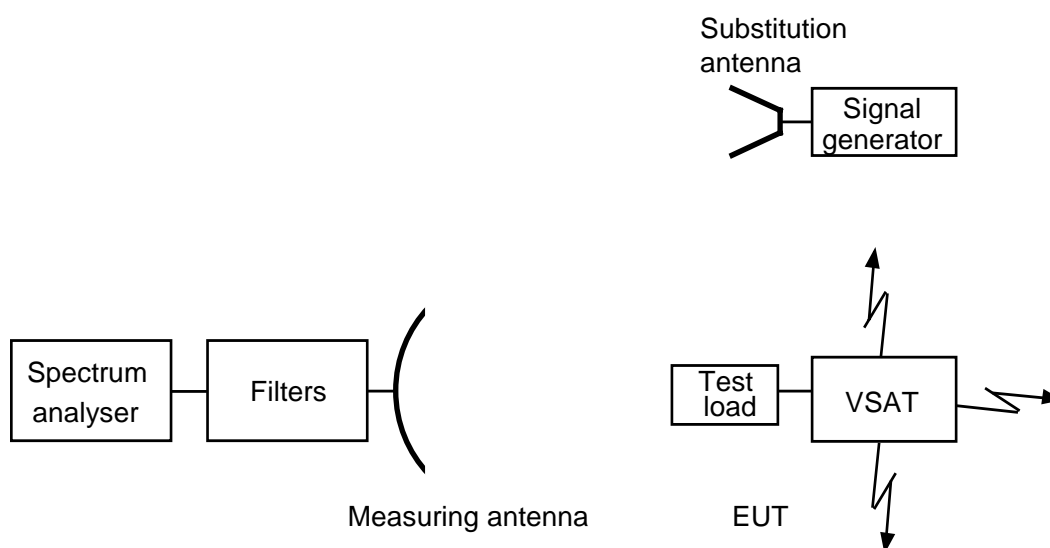 Substitution
antenna
Signal
generator
Spectrum
analyser
Filters
Test
load
VSAT
Measuring antenna
EUT